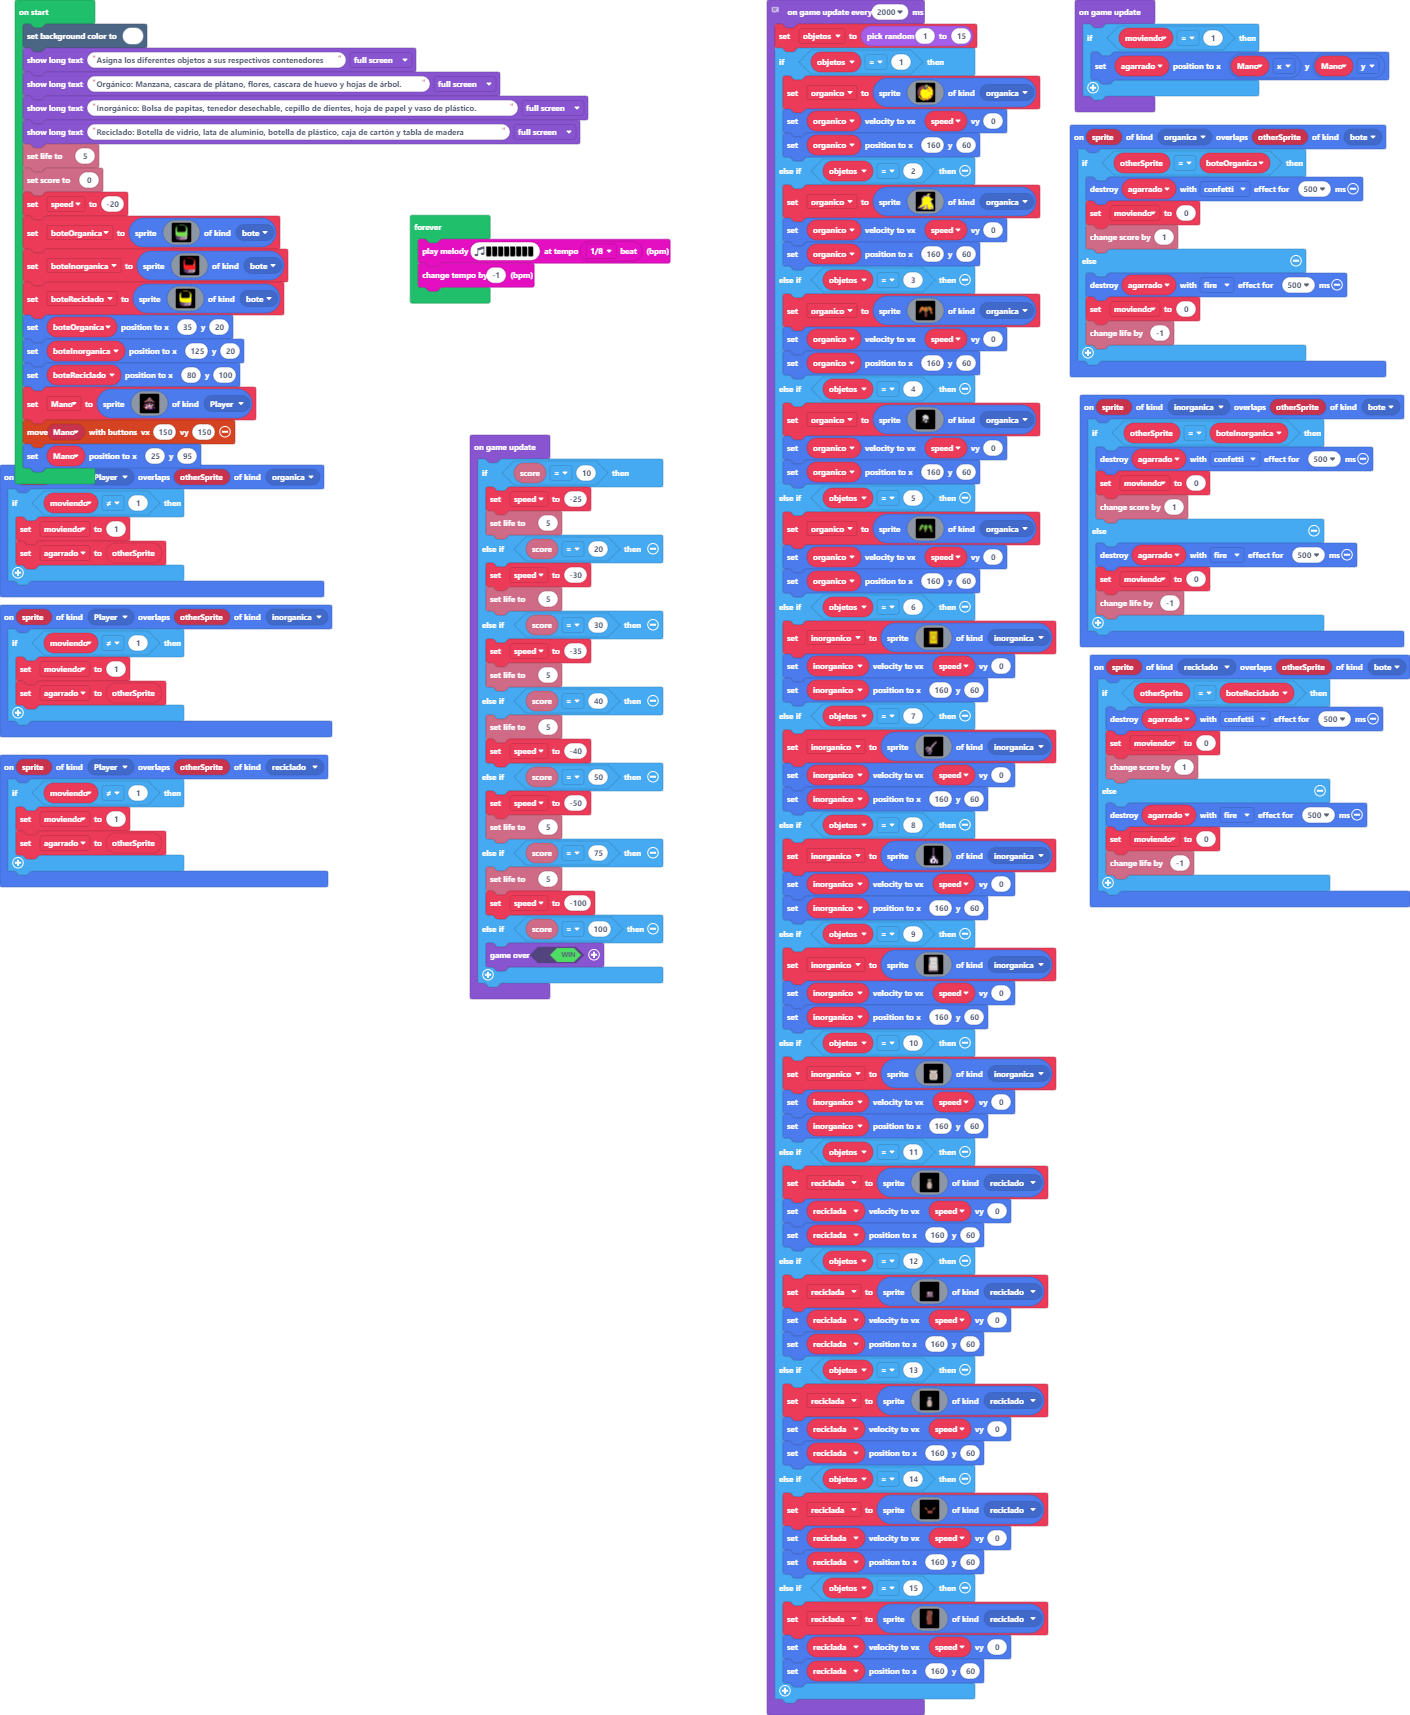 on start
set background color to
show long text " Asigna los diferentes objetos a sus respectivos contenedores " full screen
show long text " Orgánico: Manzana, cascara de plátano, flores, cascara de huevo y hojas de árbol. " full screen
show long text " Inorgánico: Bolsa de papitas, tenedor desechable, cepillo de dientes, hoja de papel y vaso de plástico. " full screen
show long text " Reciclado: Botella de vidrio, lata de aluminio, botella de plástico, caja de cartón y tabla de madera " full screen
set life to 5
set score to 0
set speed to -20
set boteOrganica to sprite of kind bote
set boteInorganica to sprite of kind bote
set boteReciclado to sprite of kind bote
set boteOrganica position to x 35 y 20
set boteInorganica position to x 125 y 20
set boteReciclado position to x 80 y 100
set Mano to sprite of kind Player
move Mano with buttons vx 150 vy 150
set Mano position to x 25 y 95
on Player overlaps otherSprite of kind organica
if moviendo ≠ 1 then
set moviendo to 1
set agarrado to otherSprite
on sprite of kind Player overlaps otherSprite of kind inorganica
if moviendo ≠ 1 then
set moviendo to 1
set agarrado to otherSprite
on sprite of kind Player overlaps otherSprite of kind reciclado
if moviendo ≠ 1 then
set moviendo to 1
set agarrado to otherSprite
forever
play melody at tempo 1/8 beat (bpm)
change tempo by -1 (bpm)
on game update
if score = 10 then
set speed to -25
set life to 5
else if score = 20 then
set speed to -30
set life to 5
else if score = 30 then
set speed to -35
set life to 5
else if score = 40 then
set life to 5
set speed to -40
else if score = 50 then
set speed to -50
set life to 5
else if score = 75 then
set life to 5
set speed to -100
else if score = 100 then
game over WIN
on game update every 2000 ms
set objetos to pick random 1 to 15
if objetos = 1 then
set organico to sprite of kind organica
set organico velocity to vx speed vy 0
set organico position to x 160 y 60
else if objetos = 2 then
set organico to sprite of kind organica
set organico velocity to vx speed vy 0
set organico position to x 160 y 60
else if objetos = 3 then
set organico to sprite of kind organica
set organico velocity to vx speed vy 0
set organico position to x 160 y 60
else if objetos = 4 then
set organico to sprite of kind organica
set organico velocity to vx speed vy 0
set organico position to x 160 y 60
else if objetos = 5 then
set organico to sprite of kind organica
set organico velocity to vx speed vy 0
set organico position to x 160 y 60
else if objetos = 6 then
set inorganico to sprite of kind inorganica
set inorganico velocity to vx speed vy 0
set inorganico position to x 160 y 60
else if objetos = 7 then
set inorganico to sprite of kind inorganica
set inorganico velocity to vx speed vy 0
set inorganico position to x 160 y 60
else if objetos = 8 then
set inorganico to sprite of kind inorganica
set inorganico velocity to vx speed vy 0
set inorganico position to x 160 y 60
else if objetos = 9 then
set inorganico to sprite of kind inorganica
set inorganico velocity to vx speed vy 0
set inorganico position to x 160 y 60
else if objetos = 10 then
set inorganico to sprite of kind inorganica
set inorganico velocity to vx speed vy 0
set inorganico position to x 160 y 60
else if objetos = 11 then
set reciclada to sprite of kind reciclado
set reciclada velocity to vx speed vy 0
set reciclada position to x 160 y 60
else if objetos = 12 then
set reciclada to sprite of kind reciclado
set reciclada velocity to vx speed vy 0
set reciclada position to x 160 y 60
else if objetos = 13 then
set reciclada to sprite of kind reciclado
set reciclada velocity to vx speed vy 0
set reciclada position to x 160 y 60
else if objetos = 14 then
set reciclada to sprite of kind reciclado
set reciclada velocity to vx speed vy 0
set reciclada position to x 160 y 60
else if objetos = 15 then
set reciclada to sprite of kind reciclado
set reciclada velocity to vx speed vy 0
set reciclada position to x 160 y 60
on game update
if moviendo = 1 then
set agarrado position to x Mano x y Mano y
on sprite of kind organica overlaps otherSprite of kind bote
if otherSprite = boteOrganica then
destroy agarrado with confetti effect for 500 ms
set moviendo to 0
change score by 1
else
destroy agarrado with fire effect for 500 ms
set moviendo to 0
change life by -1
on sprite of kind inorganica overlaps otherSprite of kind bote
if otherSprite = boteInorganica then
destroy agarrado with confetti effect for 500 ms
set moviendo to 0
change score by 1
else
destroy agarrado with fire effect for 500 ms
set moviendo to 0
change life by -1
on sprite of kind reciclado overlaps otherSprite of kind bote
if otherSprite = boteReciclado then
destroy agarrado with confetti effect for 500 ms
set moviendo to 0
change score by 1
else
destroy agarrado with fire effect for 500 ms
set moviendo to 0
change life by -1